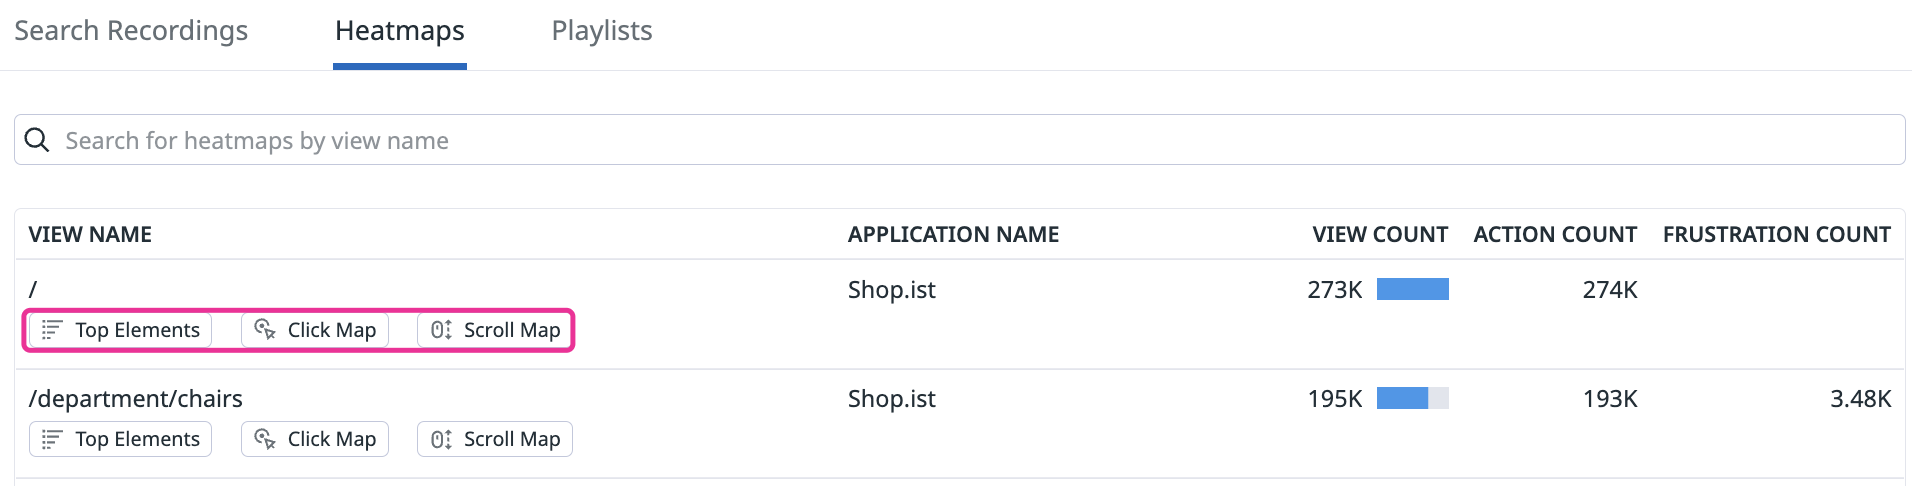 Search Recordings Heatmaps Playlists
Search for heatmaps by view name
VIEW NAME APPLICATION NAME VIEW COUNT ACTION COUNT FRUSTRATION COUNT
/ Shop.ist 273K 274K
Top Elements Click Map Scroll Map
/department/chairs Shop.ist 195K 193K 3.48K
Top Elements Click Map Scroll Map